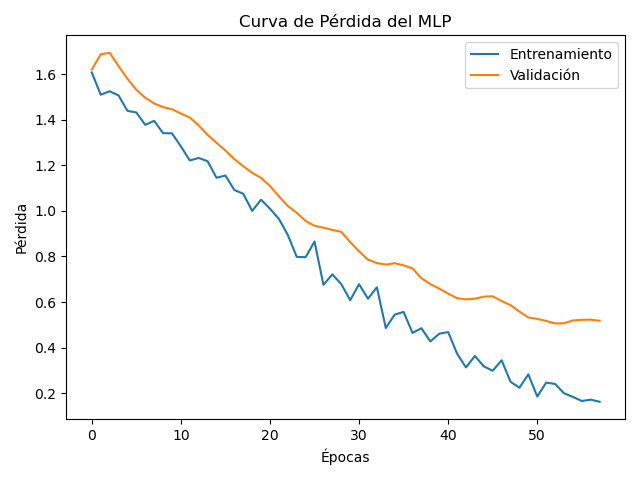 Curva de Pérdida del MLP
Entrenamiento
Validación
1.6
1.4
1.2
1.0
0.8
0.6
0.4
0.2
Pérdida
0 10 20 30 40 50
Épocas